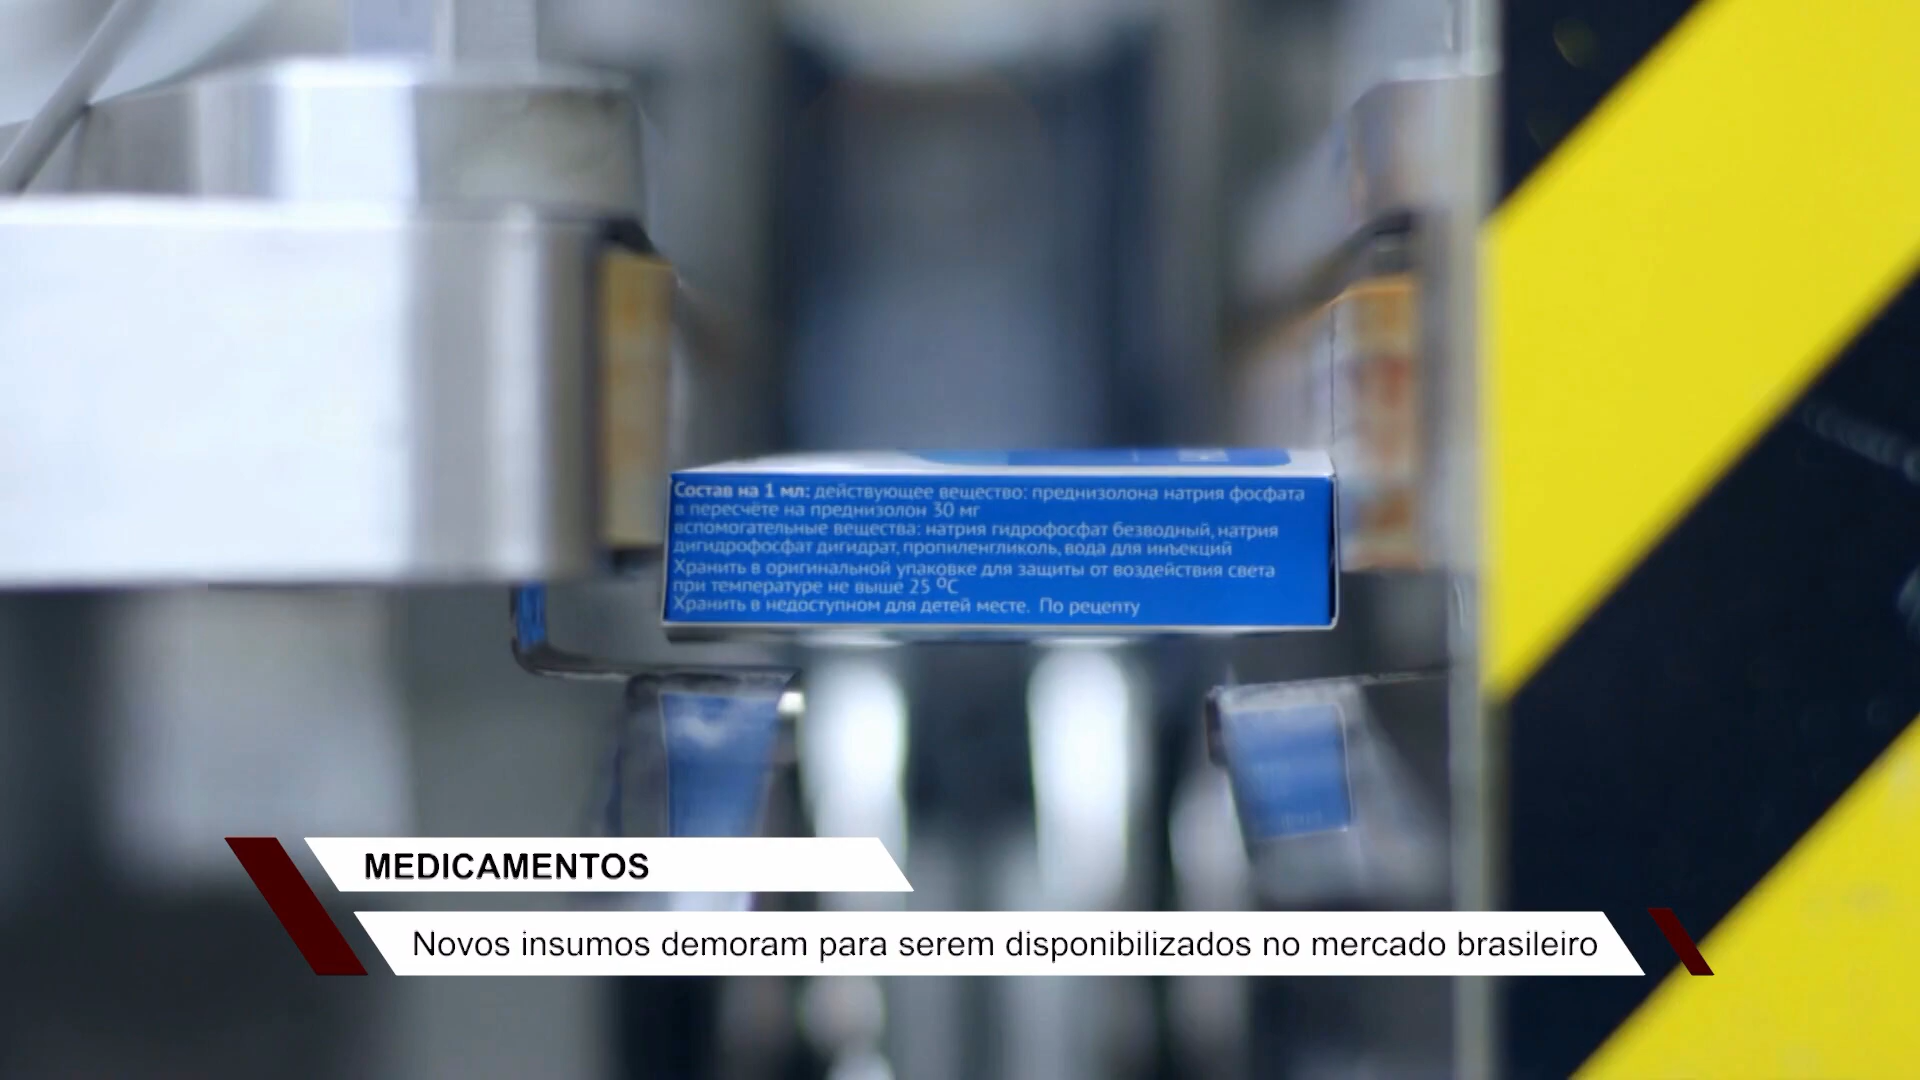 Состав на 1 мл: действующее вещество: преднизолона натрия фосфата
в пересчёте на преднизолон 30 мг
вспомогательные вещества: натрия гидрофосфат безводный, натрия
дигидрофосфат дигидрат, пропиленгликоль, вода для инъекций
Хранить в оригинальной упаковке для защиты от воздействия света
при температуре не выше 25 ºС
Хранить в недоступном для детей месте. По рецепту
MEDICAMENTOS
Novos insumos demoram para serem disponibilizados no mercado brasileiro